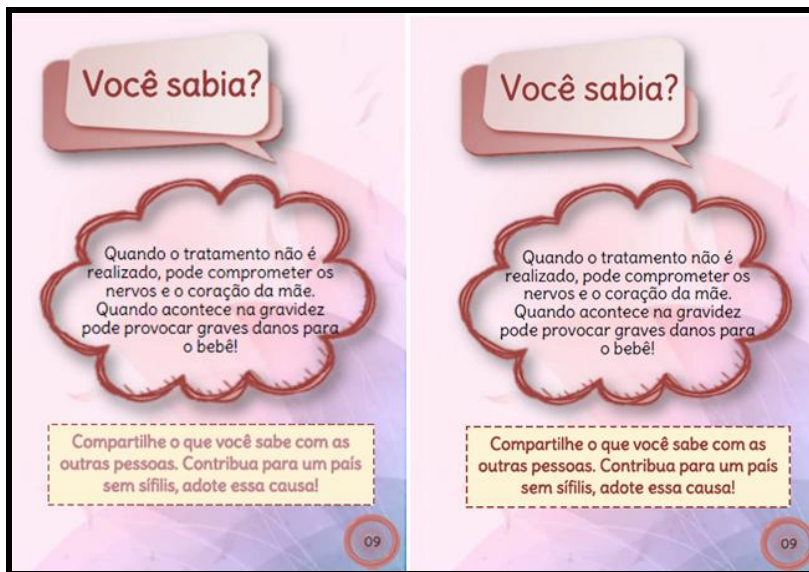 Você sabia?
Quando o tratamento não é
realizado, pode comprometer os
nervos e o coração da mãe.
Quando acontece na gravidez
pode provocar graves danos para
o bebê!
Compartilhe o que você sabe com as
outras pessoas. Contribua para um país
sem sífilis, adote essa causa!
09
Você sabia?
Quando o tratamento não é
realizado, pode comprometer os
nervos e o coração da mãe.
Quando acontece na gravidez
pode provocar graves danos para
o bebê!
Compartilhe o que você sabe com as
outras pessoas. Contribua para um país
sem sífilis, adote essa causa!
09